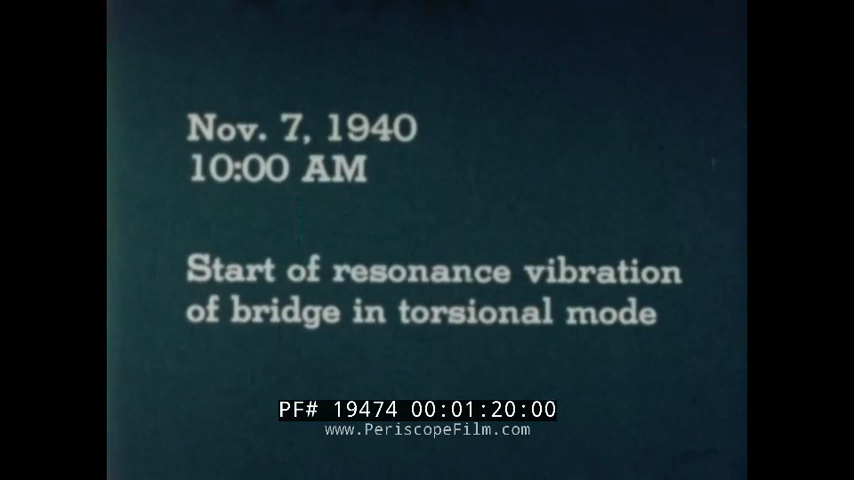 Nov. 7, 1940
10:00 AM
Start of resonance vibration
of bridge in torsional mode
PF# 19474 00:01:20:00
www.PeriscopeFilm.com